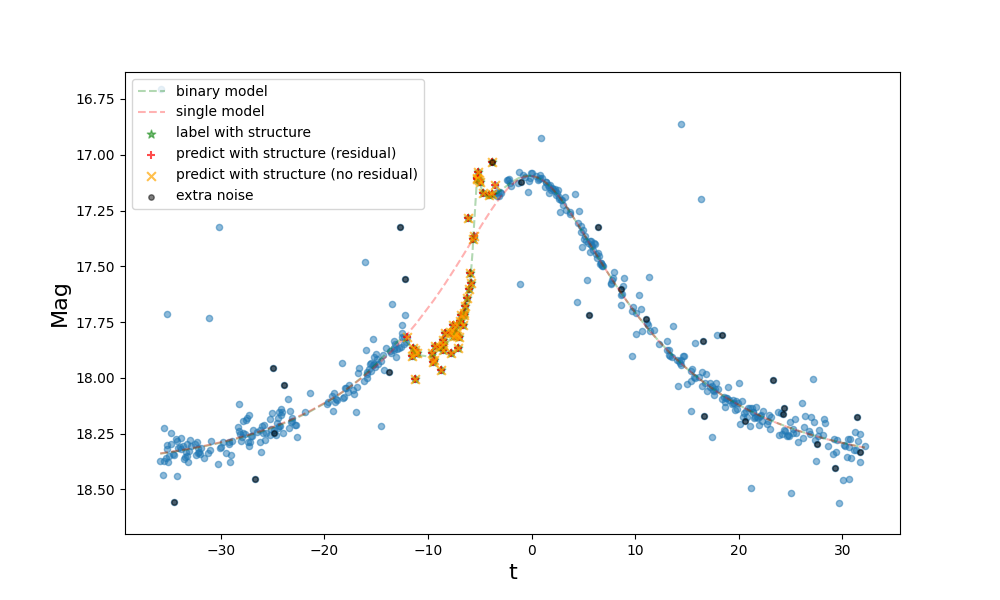 16.75
17.00
17.25
17.50
17.75
18.00
18.25
18.50
Mag
binary model
single model
label with structure
predict with structure (residual)
predict with structure (no residual)
extra noise
−30
−20
−10
0
10
20
30
t